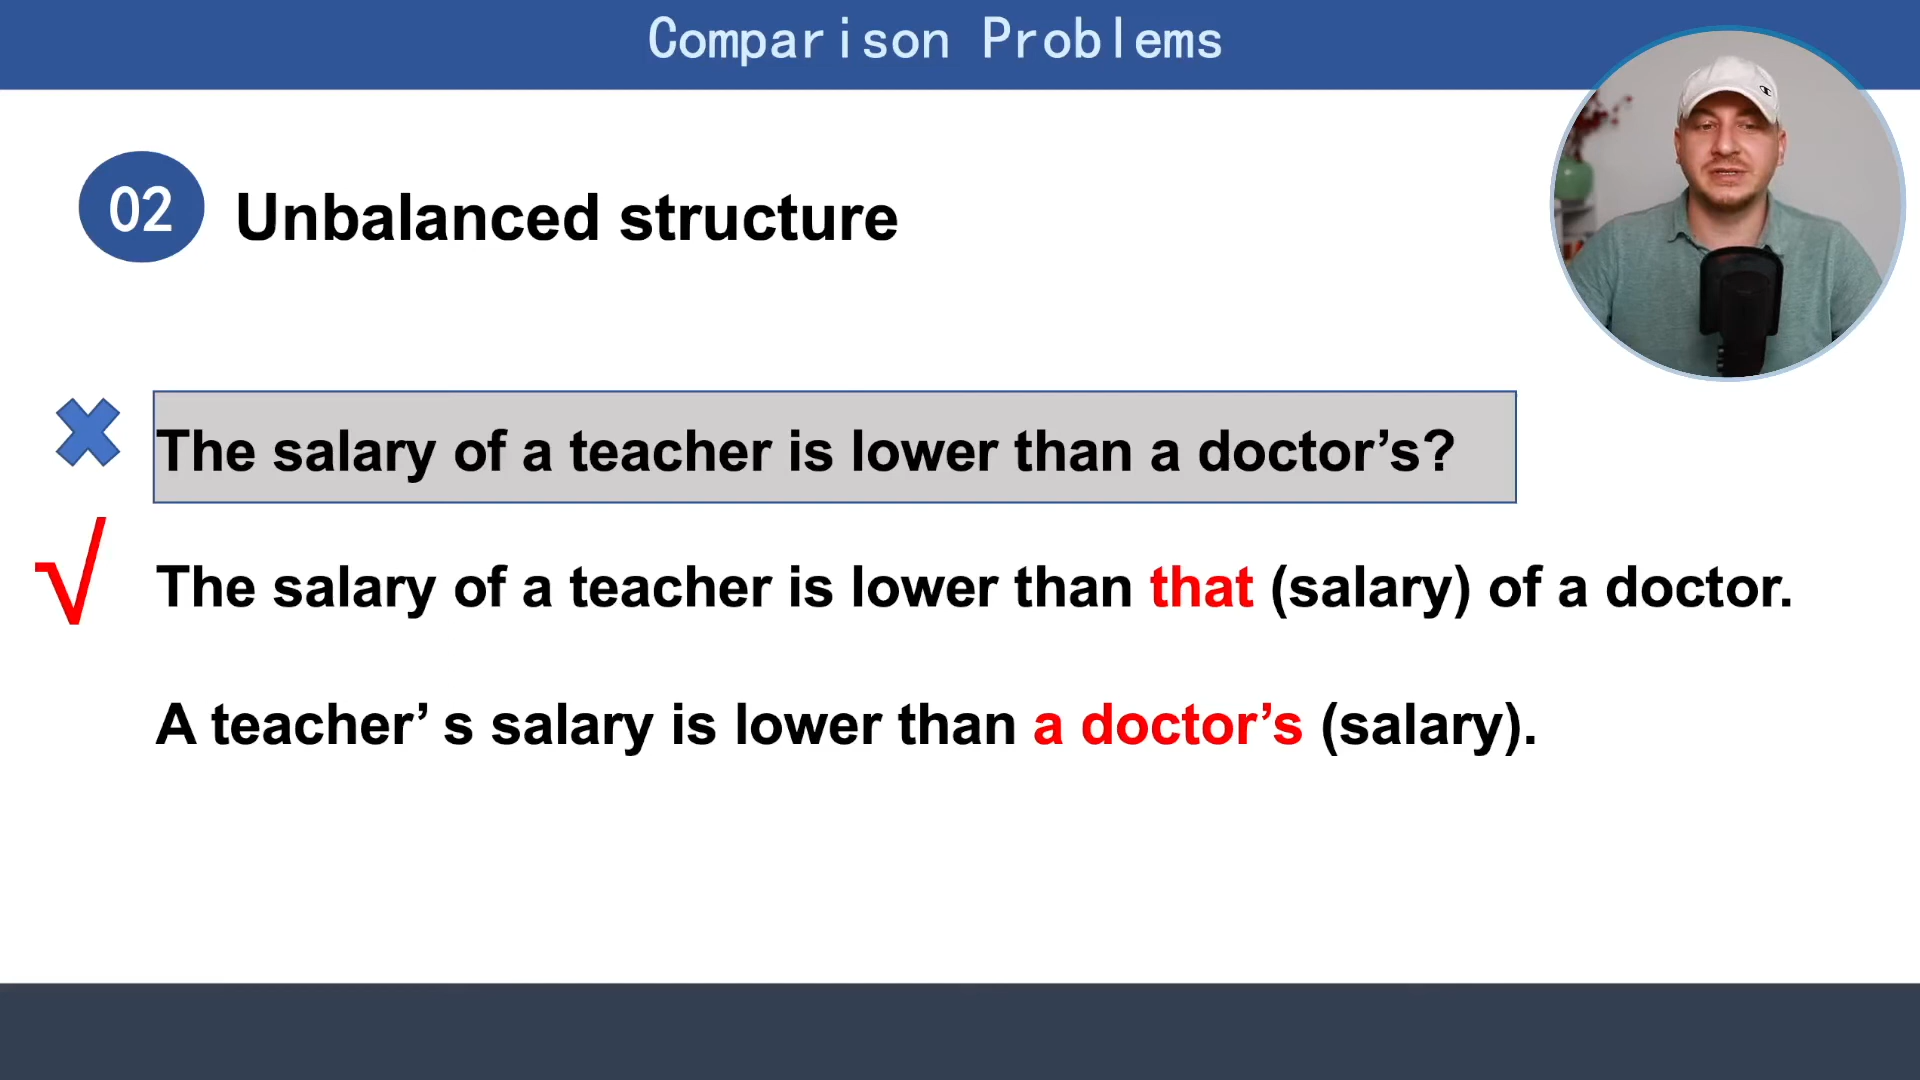 Comparison Problems
02
Unbalanced structure
The salary of a teacher is lower than a doctor’s?
√ The salary of a teacher is lower than that (salary) of a doctor.
A teacher’ s salary is lower than a doctor’s (salary).